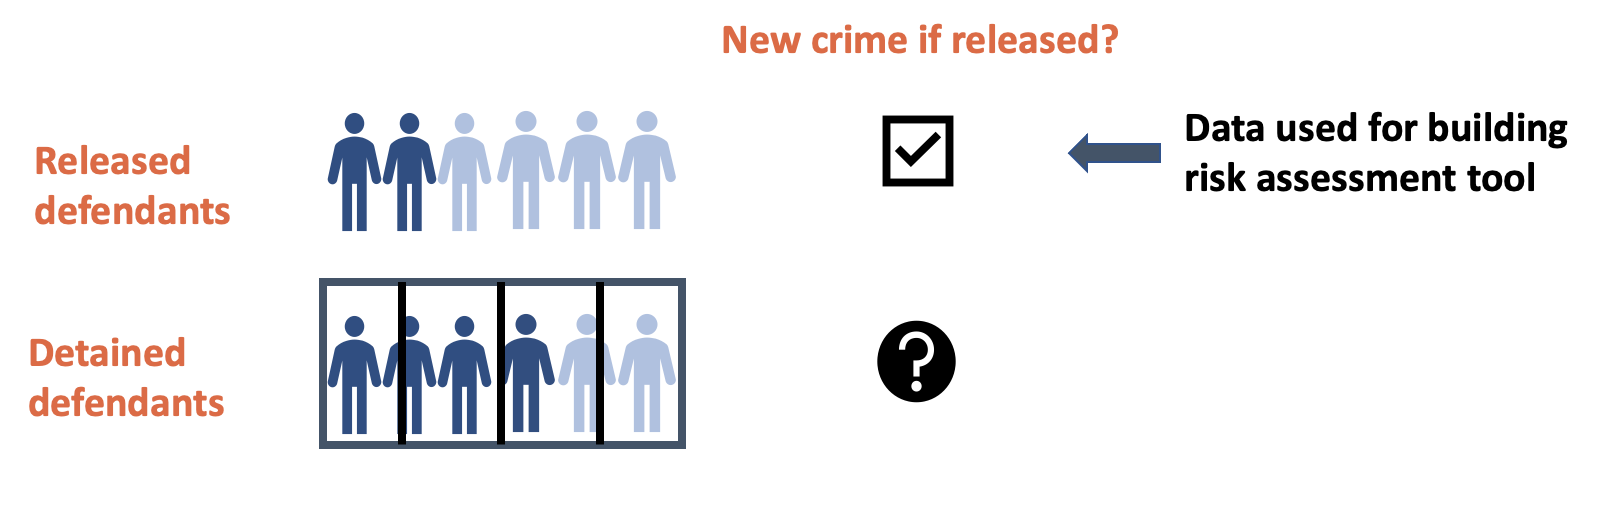 New crime if released?
Released
defendants
Data used for building
risk assessment tool
Detained
defendants
?